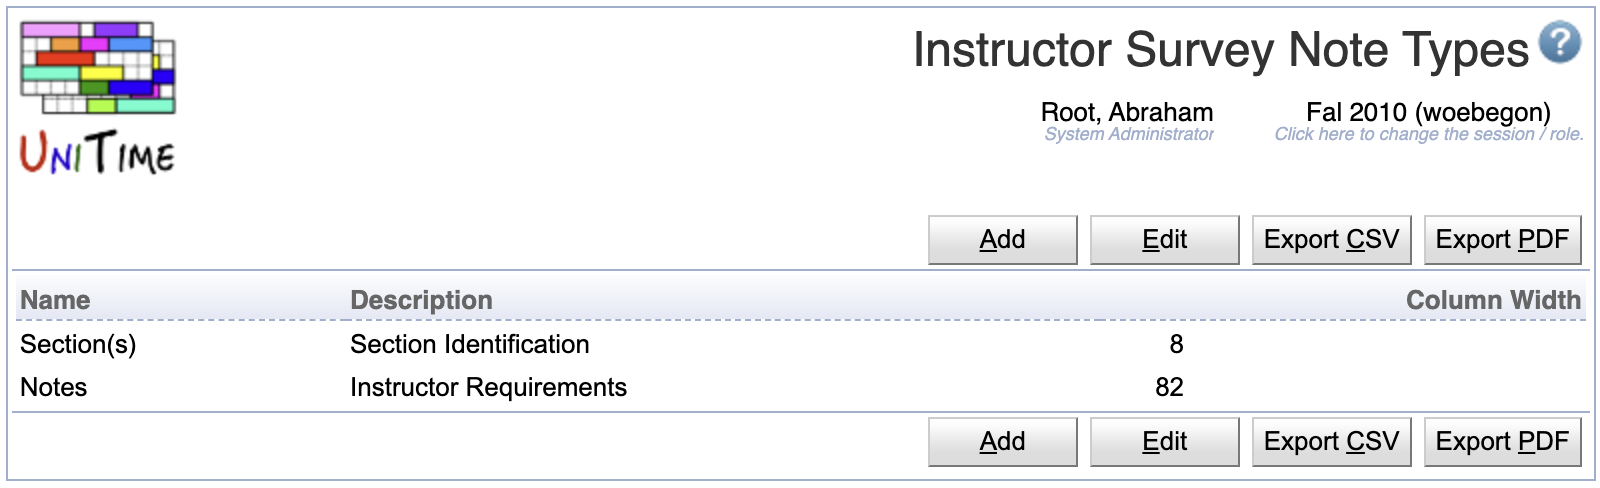 Instructor Survey Note Types ?
UniTime
Root, Abraham Fal 2010 (woebegon)
System Administrator Click here to change the session / role.
Add Edit Export CSV Export PDF
Name Description Column Width
Section(s) Section Identification 8
Notes Instructor Requirements 82
Add Edit Export CSV Export PDF